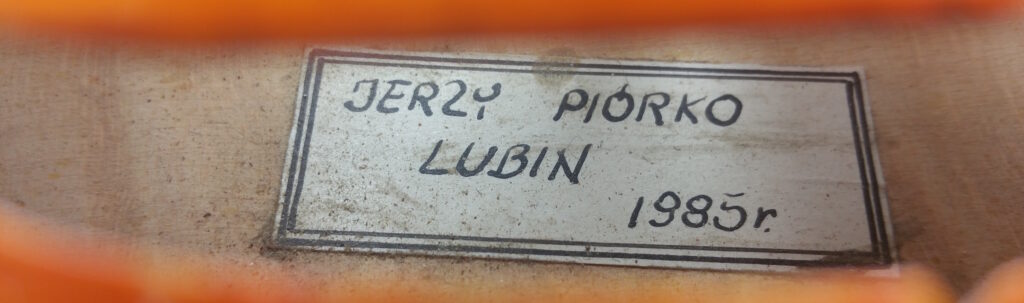 JERZY PIÓRKO
LUBIN
1985r.